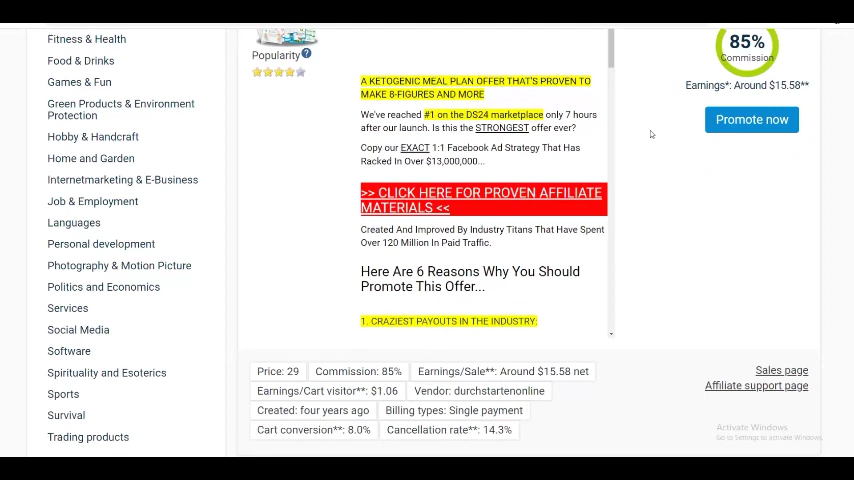 Fitness & Health
Food & Drinks
Games & Fun
Green Products & Environment
Protection
Hobby & Handcraft
Home and Garden
Internetmarketing & E-Business
Job & Employment
Languages
Personal development
Photography & Motion Picture
Politics and Economics
Services
Social Media
Software
Spirituality and Esoterics
Sports
Survival
Trading products
Popularity ?
A KETOGENIC MEAL PLAN OFFER THAT'S PROVEN TO
MAKE 8-FIGURES AND MORE
We've reached #1 on the DS24 marketplace only 7 hours
after our launch. Is this the STRONGEST offer ever?
Copy our EXACT 1:1 Facebook Ad Strategy That Has
Racked In Over $13,000,000...
>> CLICK HERE FOR PROVEN AFFILIATE
MATERIALS <<
Created And Improved By Industry Titans That Have Spent
Over 120 Million In Paid Traffic.
Here Are 6 Reasons Why You Should
Promote This Offer...
1. CRAZIEST PAYOUTS IN THE INDUSTRY:
85%
Commission
Earnings*: Around $15.58**
Promote now
Price: 29
Commission: 85%
Earnings/Sale**: Around $15.58 net
Earnings/Cart visitor**: $1.06
Vendor: durchstartenonline
Created: four years ago
Billing types: Single payment
Cart conversion**: 8.0%
Cancellation rate**: 14.3%
Sales page
Affiliate support page
Activate Windows
Go to Settings to activate Windows.